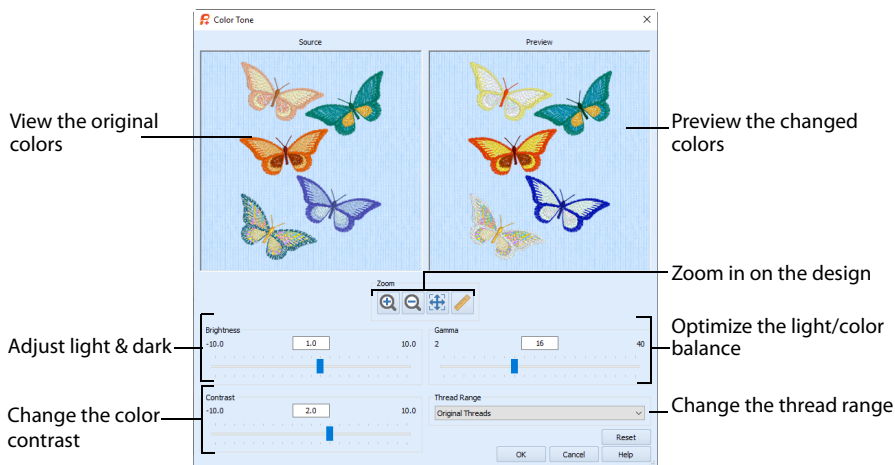 Color Tone
Source
Preview
View the original
colors
Preview the changed
colors
Zoom
Zoom in on the design
Brightness
-10.0
1.0
10.0
Adjust light & dark
Gamma
2
16
40
Optimize the light/color
balance
Contrast
-10.0
2.0
10.0
Change the color
contrast
Thread Range
Original Threads
Change the thread range
Reset
OK
Cancel
Help